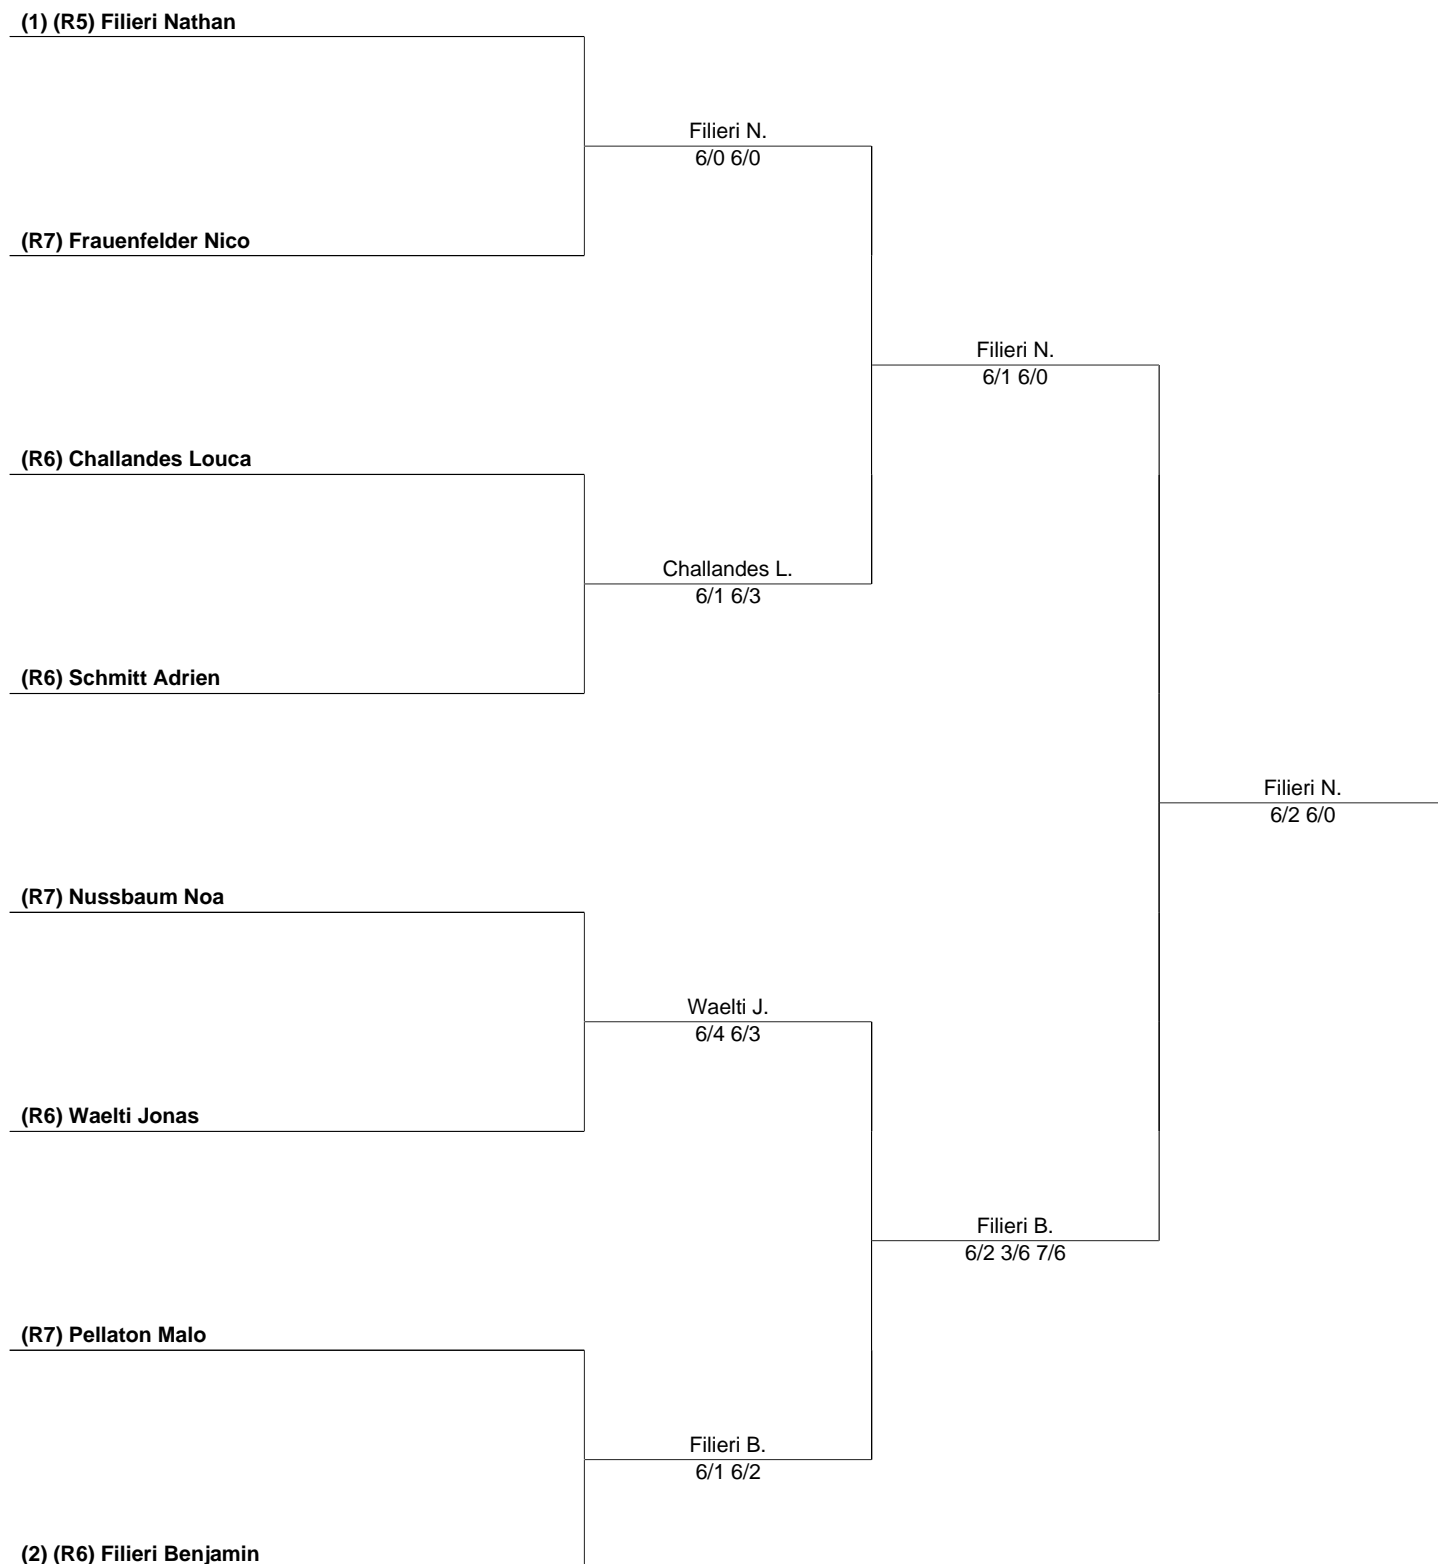 (1) (R5) Filieri Nathan
Filieri N.
6/0 6/0
(R7) Frauenfelder Nico
Filieri N.
6/1 6/0
(R6) Challandes Louca
Challandes L.
6/1 6/3
(R6) Schmitt Adrien
Filieri N.
6/2 6/0
(R7) Nussbaum Noa
Waelti J.
6/4 6/3
(R6) Waelti Jonas
Filieri B.
6/2 3/6 7/6
(R7) Pellaton Malo
Filieri B.
6/1 6/2
(2) (R6) Filieri Benjamin